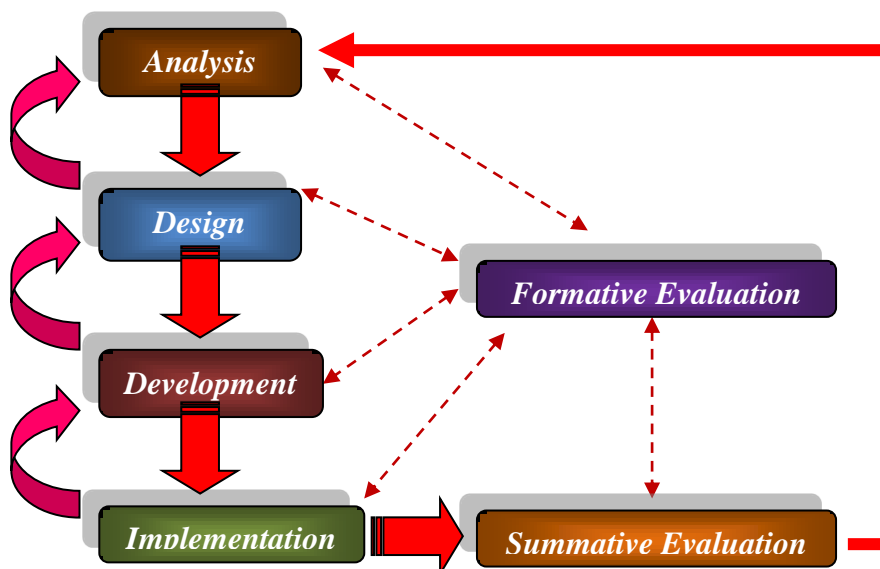 Analysis
Design
Formative Evaluation
Development
Implementation
Summative Evaluation